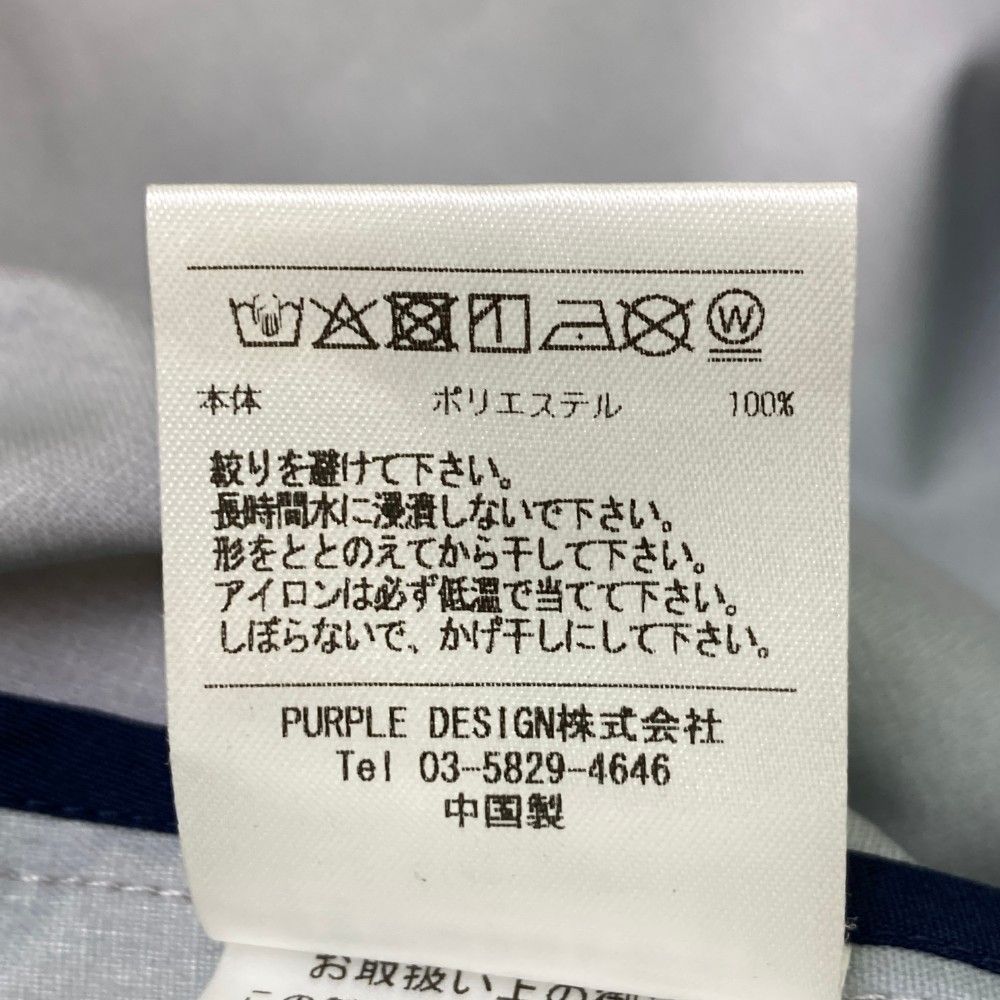 W
本体 ポリエステル 100%
絞りを避けて下さい。
長時間水に浸漬しないで下さい。
形をととのえてから干して下さい。
アイロンは必ず低温で当てて下さい。
しぼらないで、かげ干しにして下さい。
PURPLE DESIGN株式会社
Tel 03-5829-4646
中国製
お取扱い上の
この